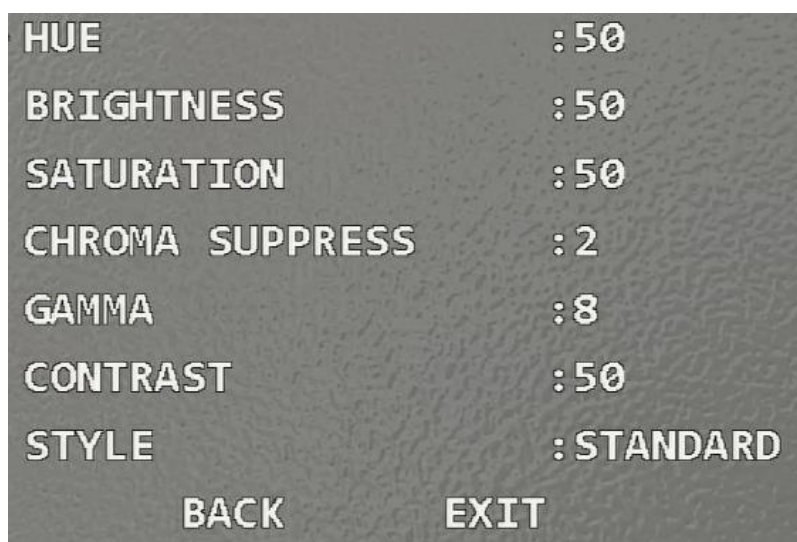 HUE :50
BRIGHTNESS :50
SATURATION :50
CHROMA SUPPRESS :2
GAMMA :8
CONTRAST :50
STYLE :STANDARD
BACK EXIT